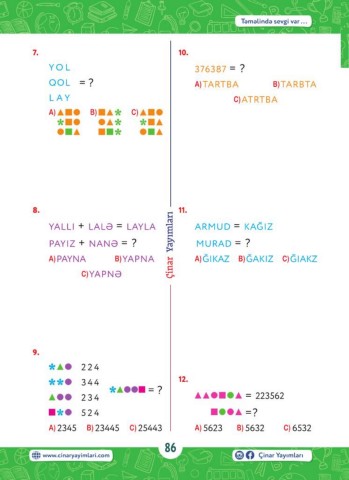 Təməlində sevgi var ...
7.
YOL
QOL = ?
LAY
A) B) C)
8.
YALLI + LALƏ = LAYLA
PAYIZ + NANƏ = ?
A)PAYNA B)YAPNA
C)YAPNƏ
9.
224
344
234 = ?
524
A) 2345 B) 23445 C) 25443
10.
376387 = ?
A)TARTBA B)TARBTA
C)ATRTBA
11.
ARMUD = KAĞIZ
MURAD = ?
A)ĞIKAZ B)ĞAKIZ C)ĞIAKZ
12.
= 223562
=?
A) 5623 B) 5632 C) 6532
Çinar Yayımları
www.cinaryayimlari.com
86
Çinar Yayımları